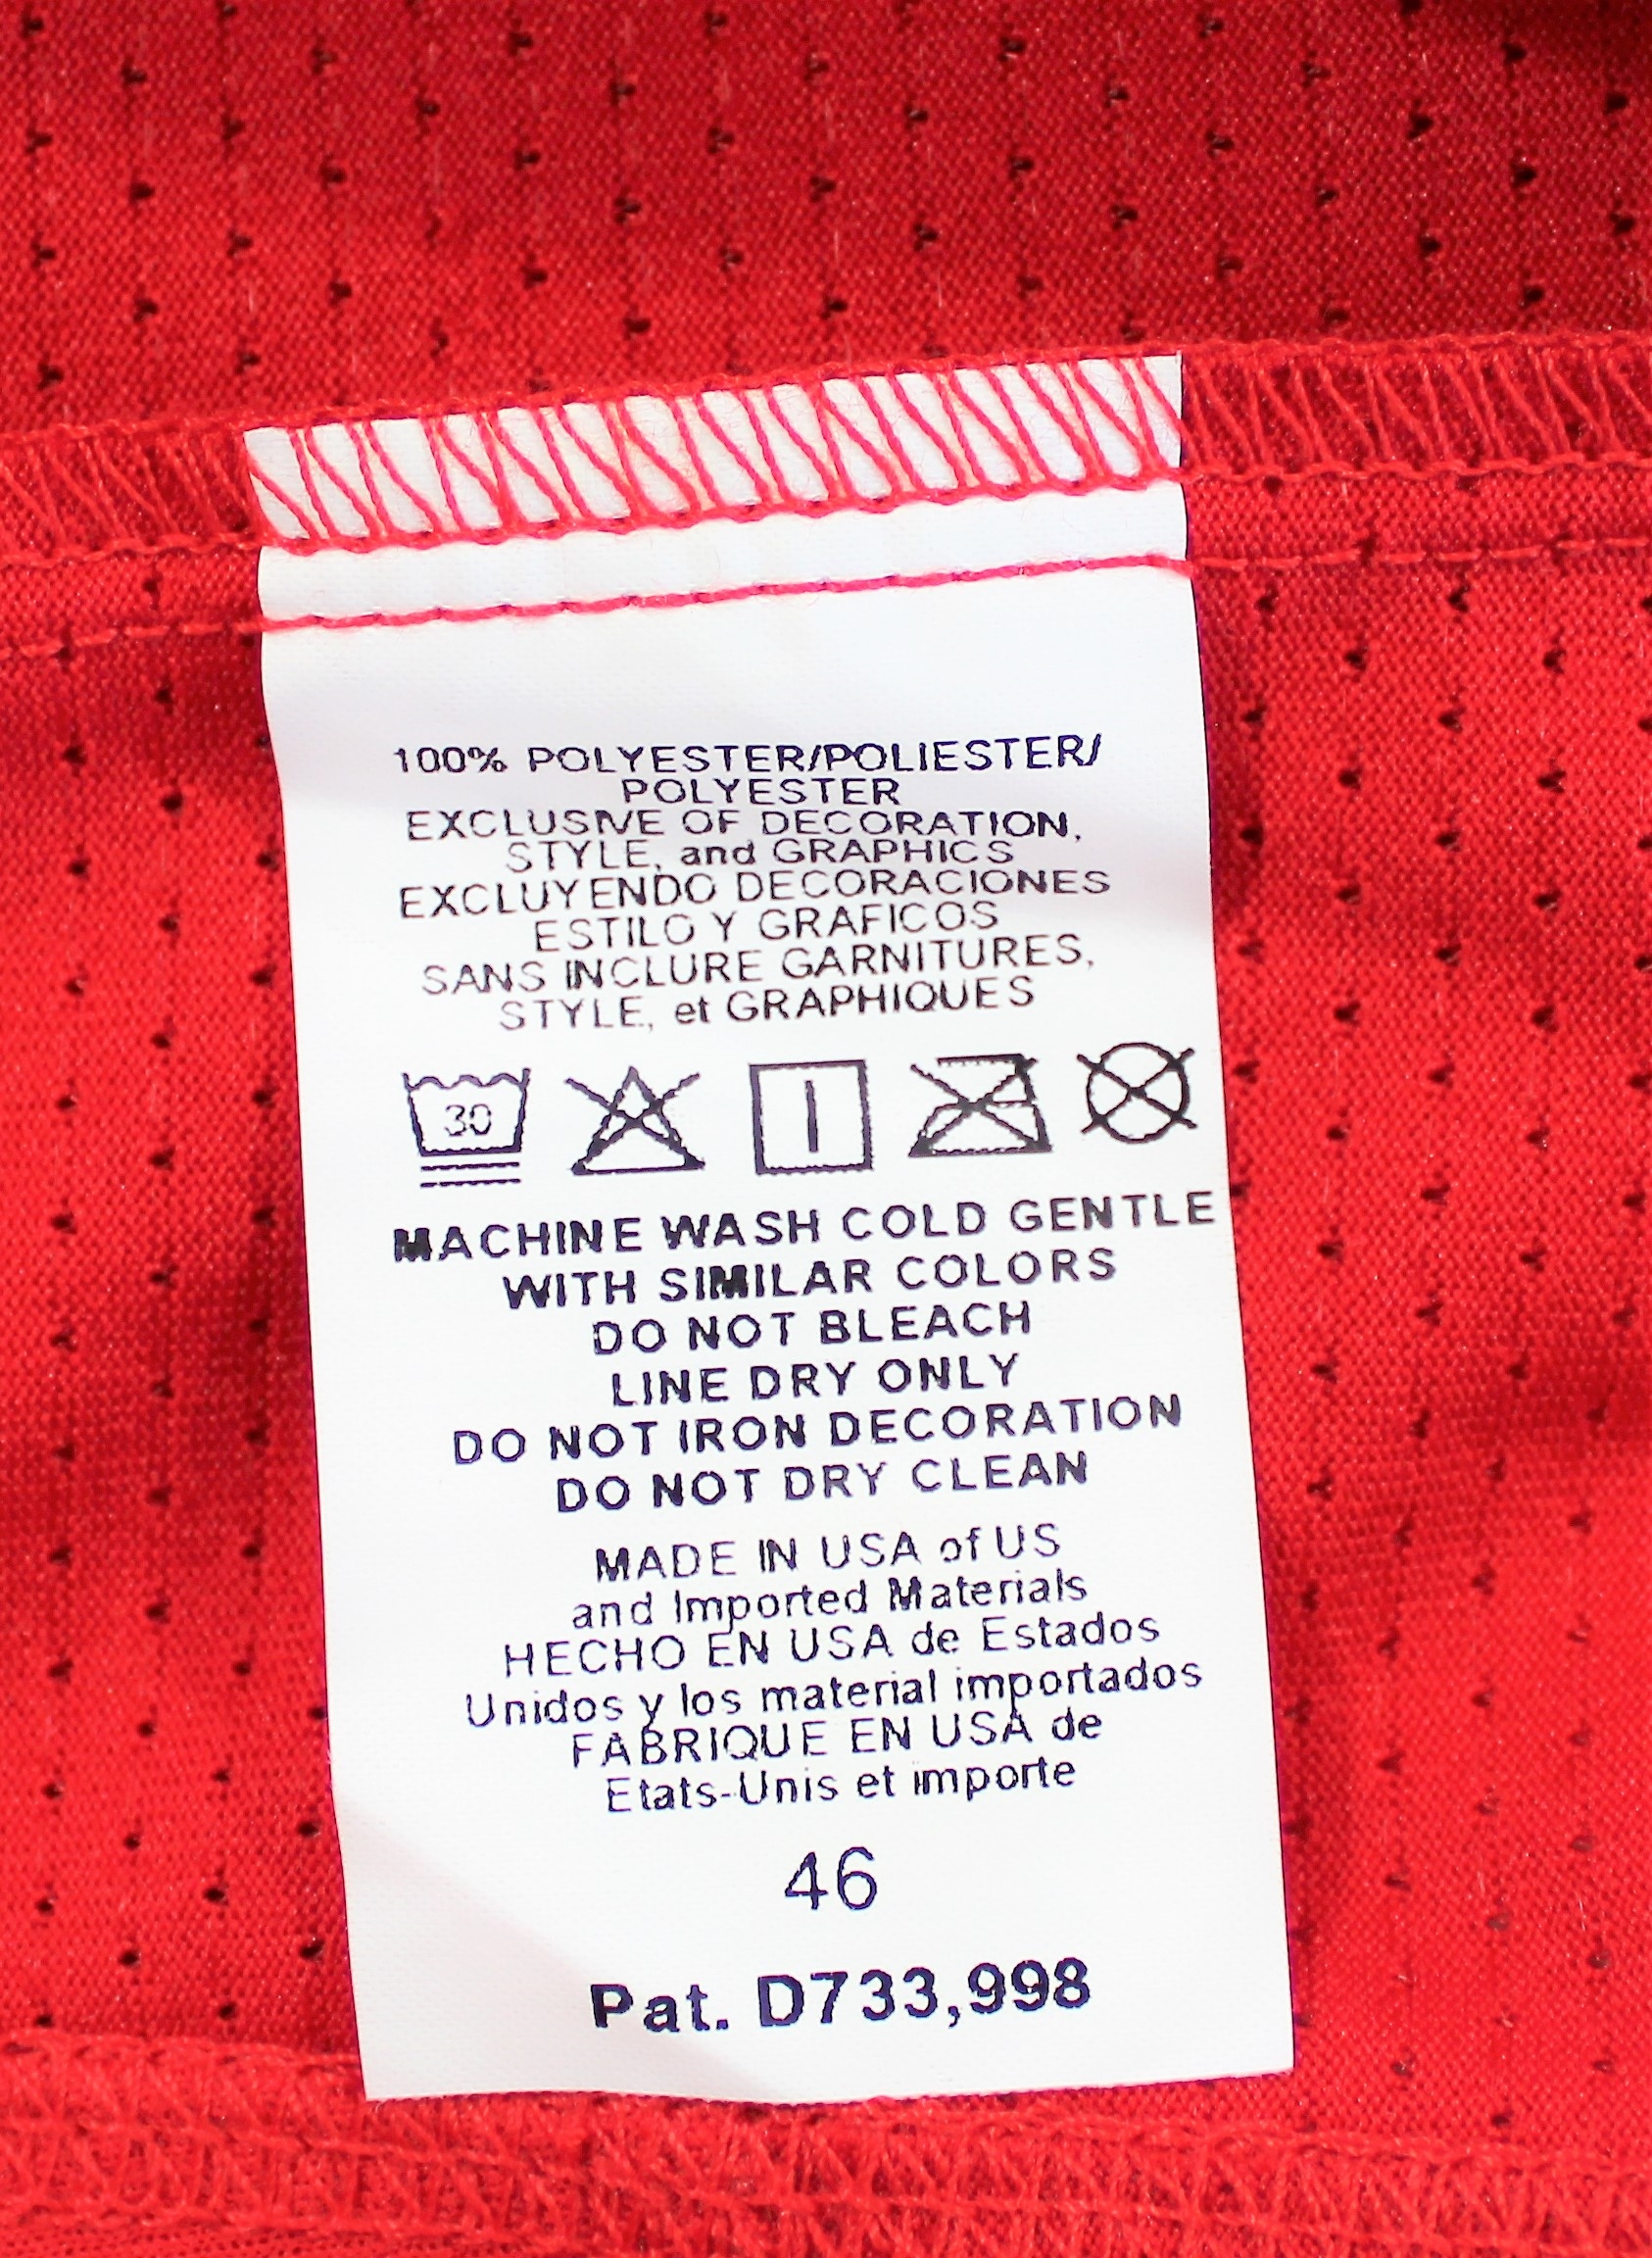 100% POLYESTER/POLIESTER/
POLYESTER
EXCLUSIVE OF DECORATION,
STYLE, and GRAPHICS
EXCLUYENDO DECORACIONES
ESTILO Y GRAFICOS
SANS INCLURE GARNITURES,
STYLE, et GRAPHIQUES
30
MACHINE WASH COLD GENTLE
WITH SIMILAR COLORS
DO NOT BLEACH
LINE DRY ONLY
DO NOT IRON DECORATION
DO NOT DRY CLEAN
MADE IN USA of US
and Imported Materials
HECHO EN USA de Estados
Unidos y los material importados
FABRIQUE EN USA de
Etats-Unis et importe
46
Pat. D733,998